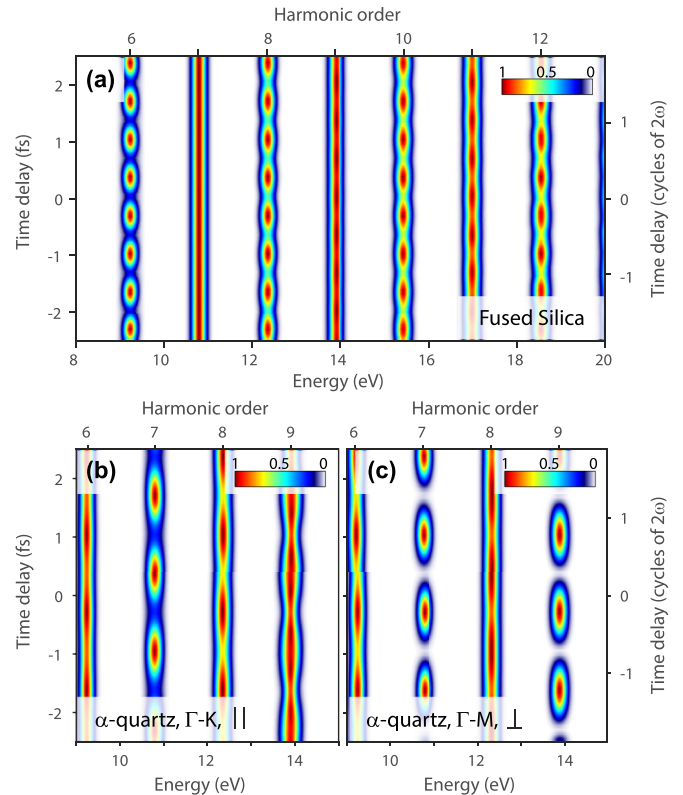 Harmonic order
6 8 10 12
(a)
1 0.5 0
2
1
0
-1
-2
Time delay (fs)
1
0
-1
Time delay (cycles of 2ω)
Fused Silica
8 10 12 14 16 18 20
Energy (eV)
Harmonic order
6 7 8 9
(b)
1 0.5 0
2
1
0
-1
-2
Time delay (fs)
α-quartz, Γ-K, ||
10 12 14
Energy (eV)
Harmonic order
6 7 8 9
(c)
1 0.5 0
1
0
-1
Time delay (cycles of 2ω)
α-quartz, Γ-M, ⊥
10 12 14
Energy (eV)